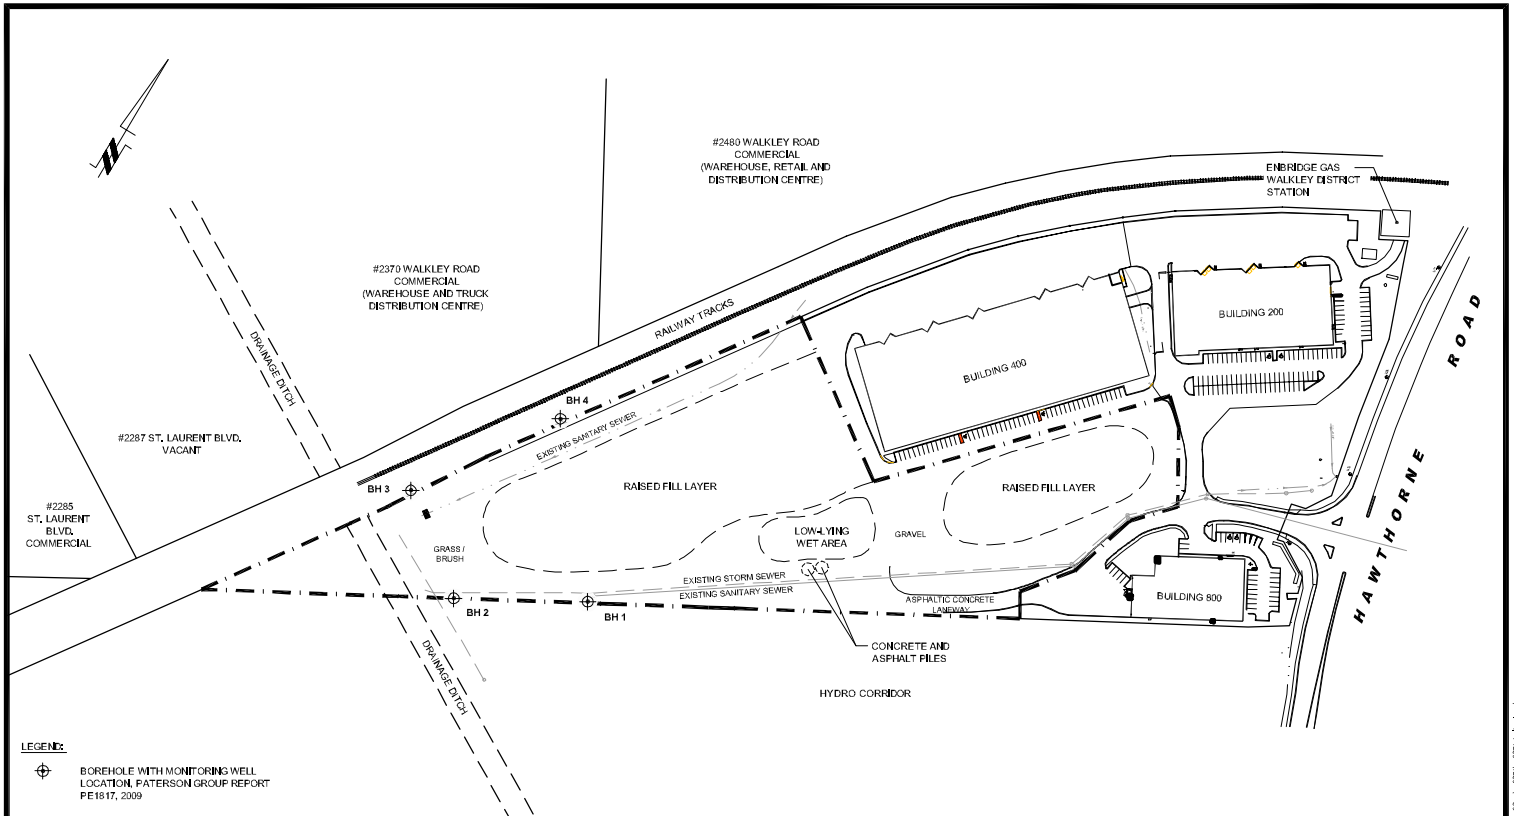 #2480 WALKLEY ROAD
COMMERCIAL
(WAREHOUSE, RETAIL AND
DISTRIBUTION CENTRE)
ENBRIDGE GAS
WALKLEY DISTRICT
STATION
#2370 WALKLEY ROAD
COMMERCIAL
(WAREHOUSE AND TRUCK
DISTRIBUTION CENTRE)
RAILWAY TRACKS
BUILDING 200
DRAINAGE DITCH
BUILDING 400
HAWTHORNE ROAD
BH 4
EXISTING SANITARY SEWER
#2287 ST. LAURENT BLVD.
VACANT
BH 3
RAISED FILL LAYER
RAISED FILL LAYER
#2285
ST. LAURENT
BLVD.
COMMERCIAL
LOW-LYING
WET AREA
GRAVEL
GRASS /
BRUSH
EXISTING STORM SEWER
EXISTING SANITARY SEWER
ASPHALTIC CONCRETE
LANEWAY
BUILDING 800
BH 2
BH 1
CONCRETE AND
ASPHALT PILES
DRAINAGE DITCH
HYDRO CORRIDOR
LEGEND:
BOREHOLE WITH MONITORING WELL
LOCATION, PATERSON GROUP REPORT
PE1817, 2009